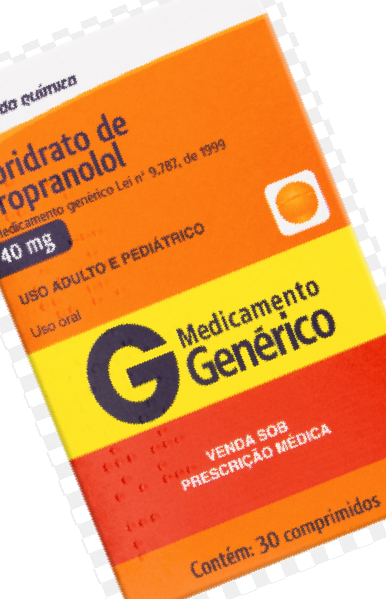 do química
oridrato de
ropranolol
edicamento genérico Lei nº 9.787, de 1999
40 mg
USO ADULTO E PEDIÁTRICO
Uso oral
G Medicamento
Genérico
VENDA SOB
PRESCRIÇÃO MÉDICA
Contém: 30 comprimidos